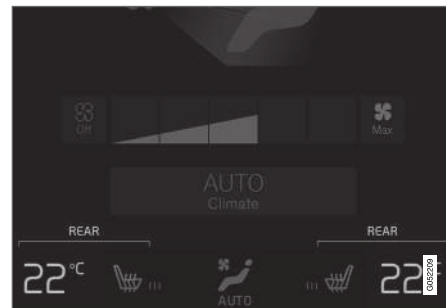 Off
Max
AUTO
Climate
REAR REAR
22°C 22°
AUTO
G052209